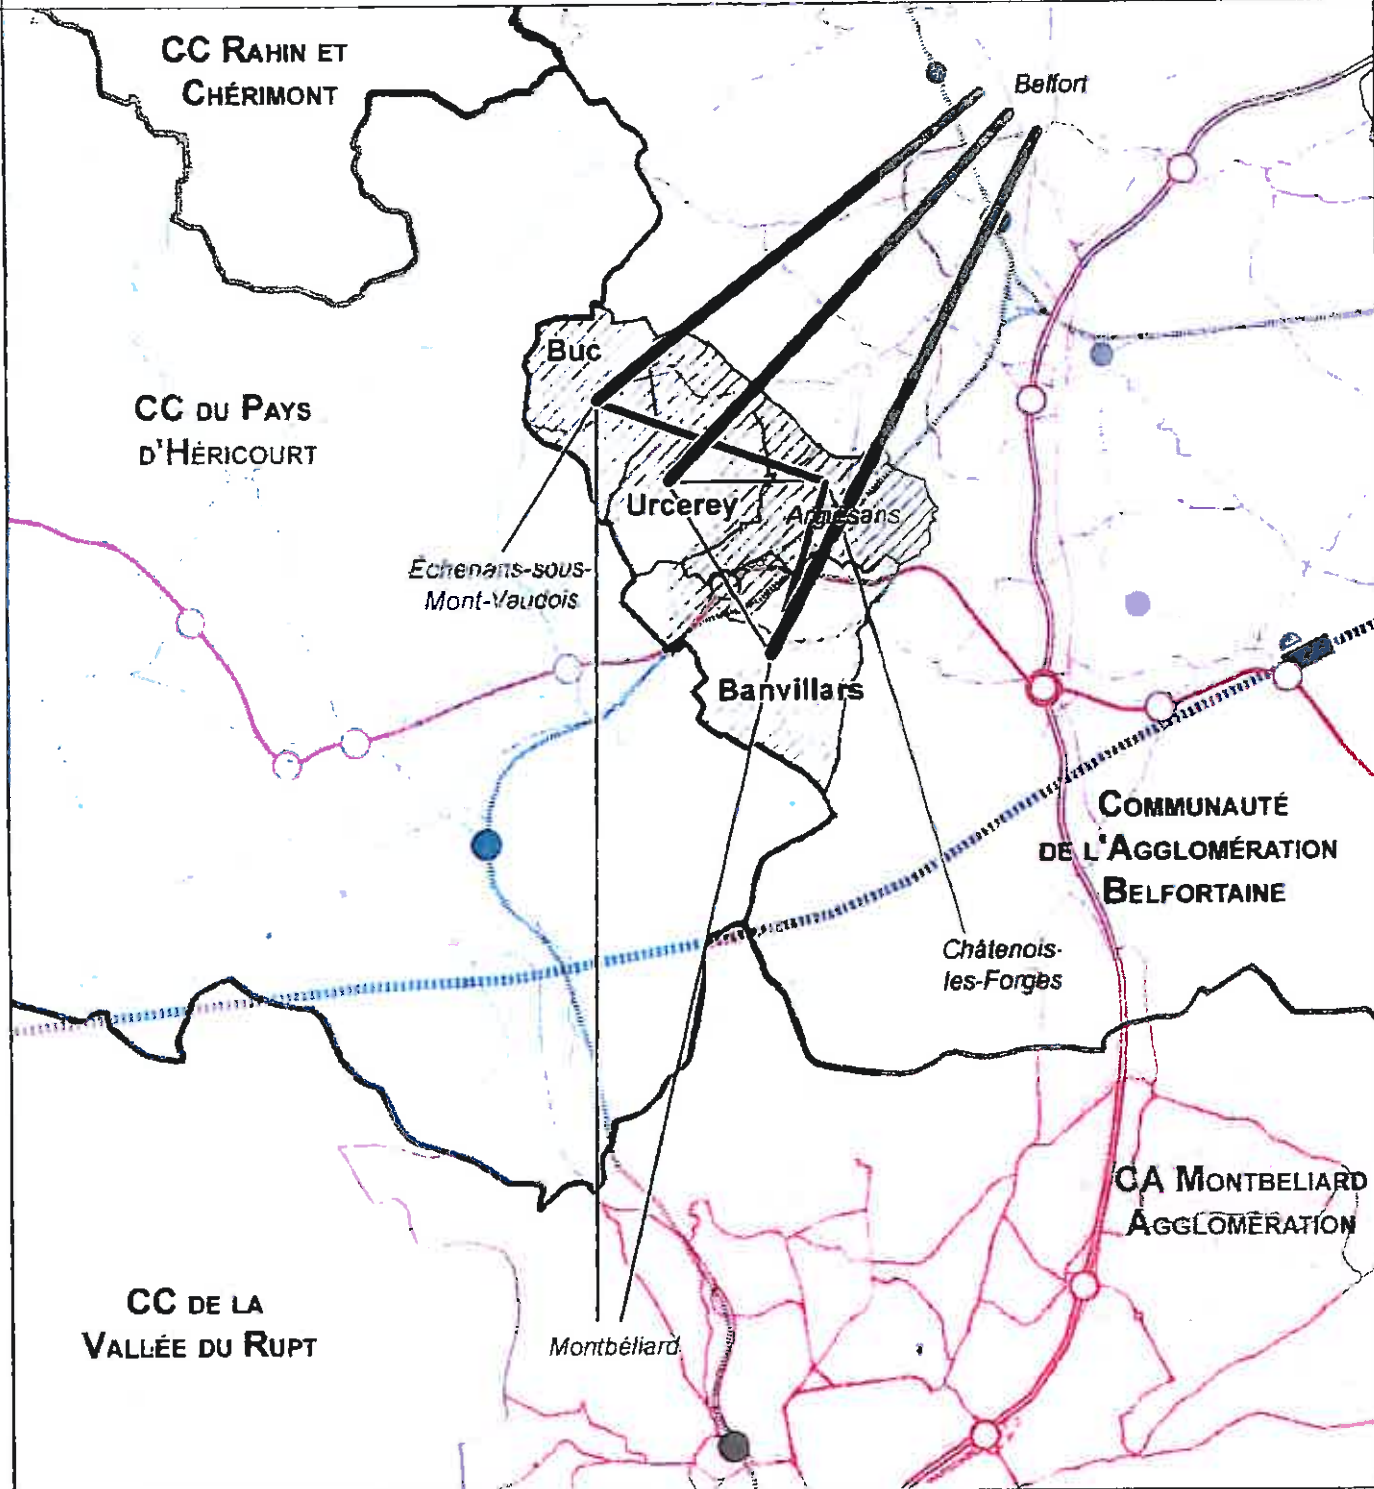 CC RAHIN ET
CHÉRIMONT
Belfort
Buc
CC DU PAYS
D'HÉRICOURT
Urcerey
Argiésans
Échenans-sous-
Mont-Vaudois
Banvillars
COMMUNAUTÉ
DE L'AGGLOMÉRATION
BELFORTAINE
Châtenois-
les-Forges
CA MONTBELIARD
AGGLOMÉRATION
CC DE LA
VALLÉE DU RUPT
Montbéliard